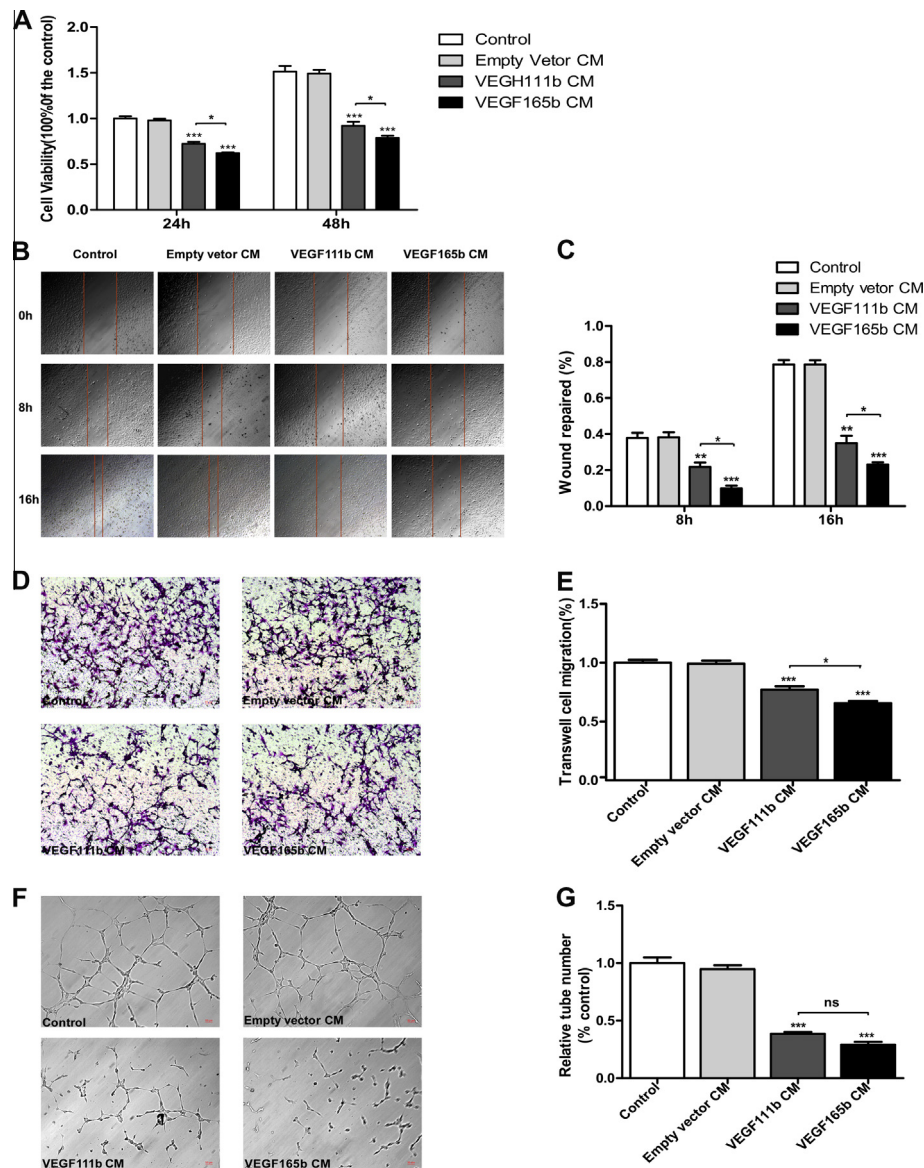 A
Cell Viability(100%0f the control)
2.0
1.5
1.0
0.5
0.0
*
***
***
*
***
***
24h
48h
Control
Empty Vetor CM
VEGH111b CM
VEGF165b CM
B
Control
Empty vetor CM
VEGF111b CM
VEGF165b CM
0h
8h
16h
C
Control
Empty vetor CM
VEGF111b CM
VEGF165b CM
Wound repaired (%)
1.0
0.8
0.6
0.4
0.2
0.0
*
**
***
*
**
***
8h
16h
D
Control
Empty vector CM
VEGF111b CM
VEGF165b CM
E
Transwell cell migration(%)
1.5
1.0
0.5
0.0
*
***
***
Control
Empty vector CM
VEGF111b CM
VEGF165b CM
F
Control
Empty vector CM
VEGF111b CM
VEGF165b CM
G
Relative tube number
(% control)
1.5
1.0
0.5
0.0
ns
***
***
Control
Empty vector CM
VEGF111b CM
VEGF165b CM